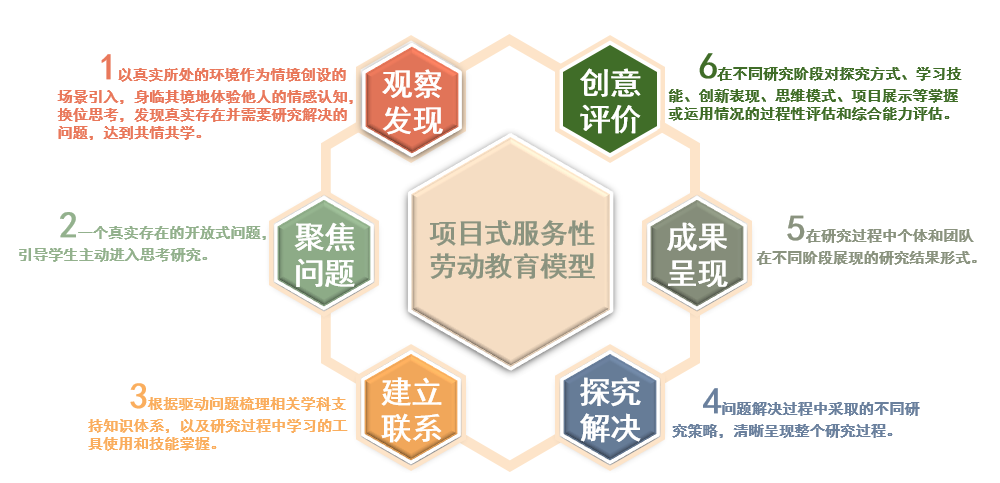 1以真实所处的环境作为情境创设的
场景引入，身临其境地体验他人的情感认知，
换位思考，发现真实存在并需要研究解决的
问题，达到共情共学。
观察
发现
2一个真实存在的开放式问题，
引导学生主动进入思考研究。
聚焦
问题
3根据驱动问题梳理相关学科支
持知识体系，以及研究过程中学习的工
具使用和技能掌握。
建立
联系
项目式服务性
劳动教育模型
探究
解决
4问题解决过程中采取的不同研
究策略，清晰呈现整个研究过程。
成果
呈现
5在研究过程中个体和团队
在不同阶段展现的研究结果形式。
创意
评价
6在不同研究阶段对探究方式、学习技
能、创新表现、思维模式、项目展示等掌握
或运用情况的过程性评估和综合能力评估。